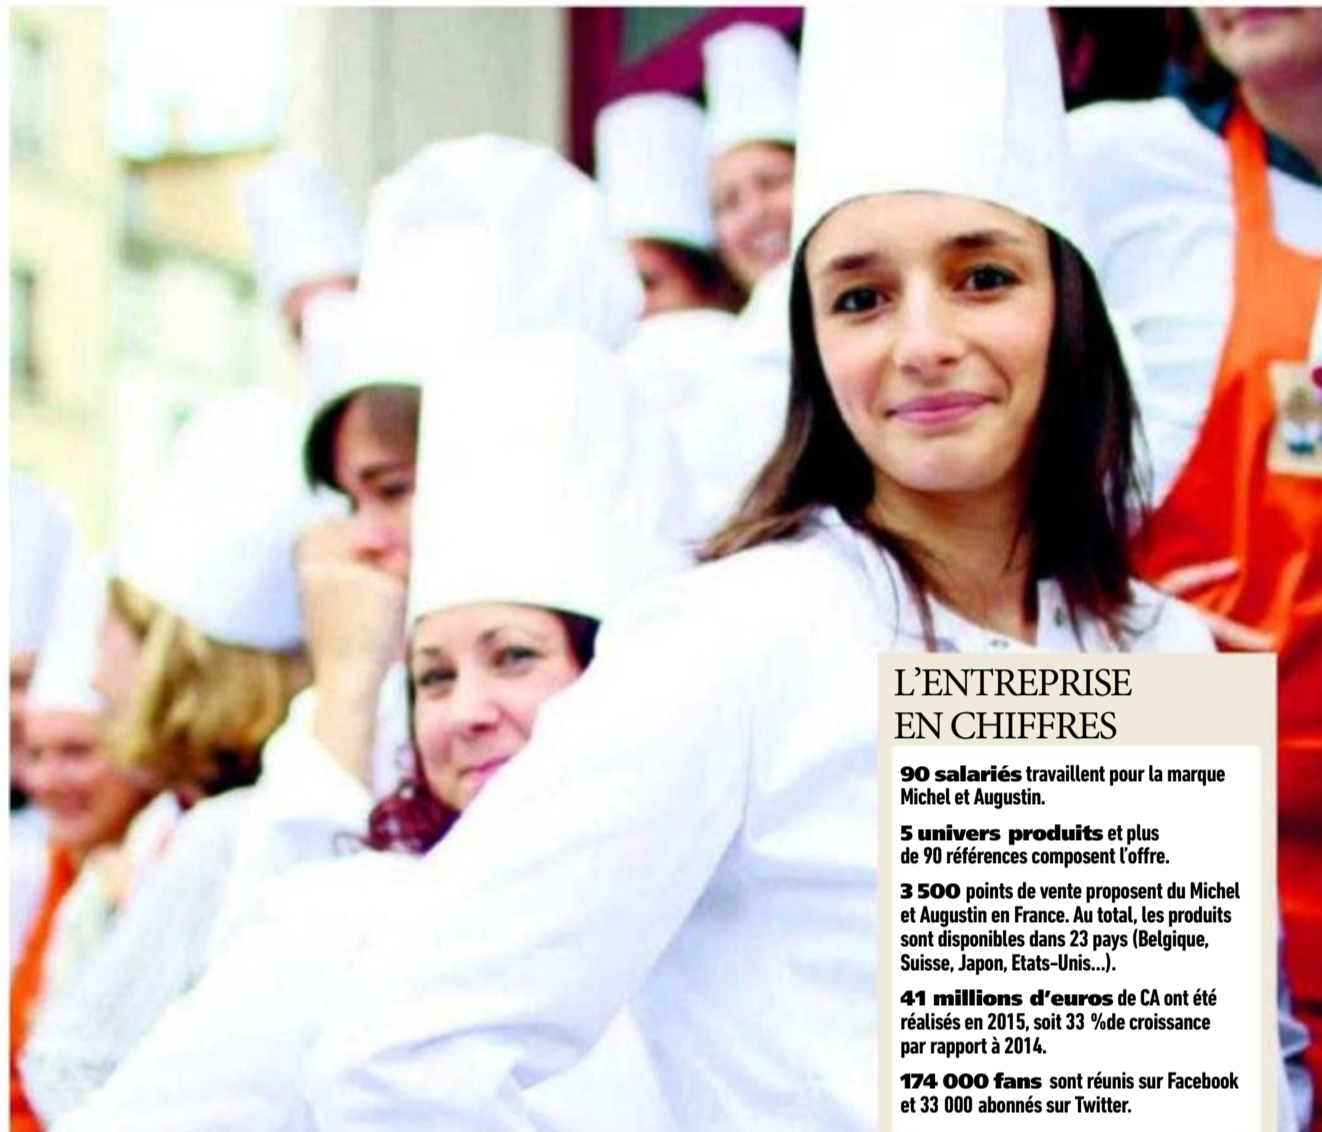 L'ENTREPRISE
EN CHIFFRES
90 salariés travaillent pour la marque
Michel et Augustin.
5 univers produits et plus
de 90 références composent l'offre.
3 500 points de vente proposent du Michel
et Augustin en France. Au total, les produits
sont disponibles dans 23 pays (Belgique,
Suisse, Japon, Etats-Unis...).
41 millions d'euros de CA ont été
réalisés en 2015, soit 33 %de croissance
par rapport à 2014.
174 000 fans sont réunis sur Facebook
et 33 000 abonnés sur Twitter.